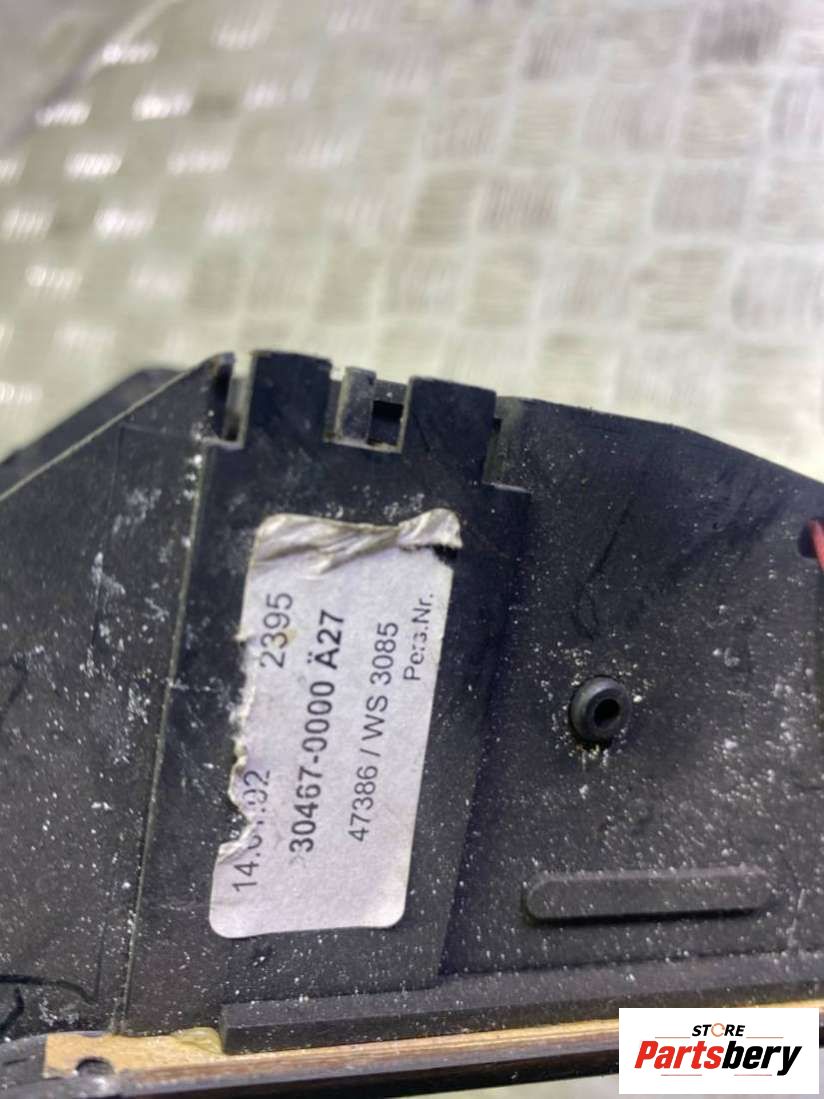 2395
30467-0000 Ä27
47386 / WS 3085
Pers.Nr.
STORE
Partsbery